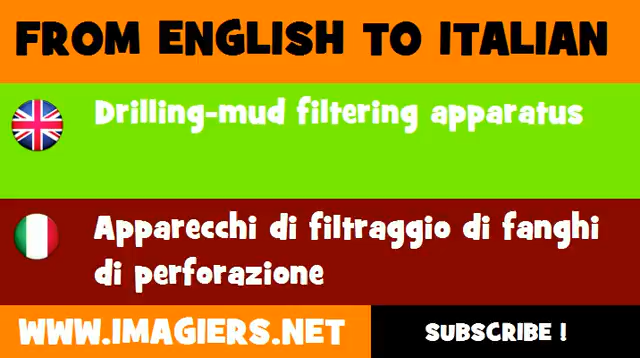 FROM ENGLISH TO ITALIAN
Drilling-mud filtering apparatus
Apparecchi di filtraggio di fanghi
di perforazione
WWW.IMAGIERS.NET
SUBSCRIBE !